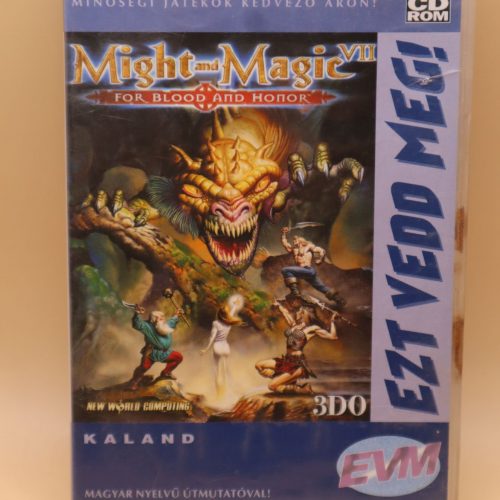 MINŐSÉGI JÁTÉKOK KEDVEZŐ ÁRON!
CD
ROM
Might and Magic VII
FOR BLOOD AND HONOR
EZT VEDD MEG!
NEW WORLD COMPUTING
3DO
KALAND
EVM
MAGYAR NYELVŰ ÚTMUTATÓVAL!